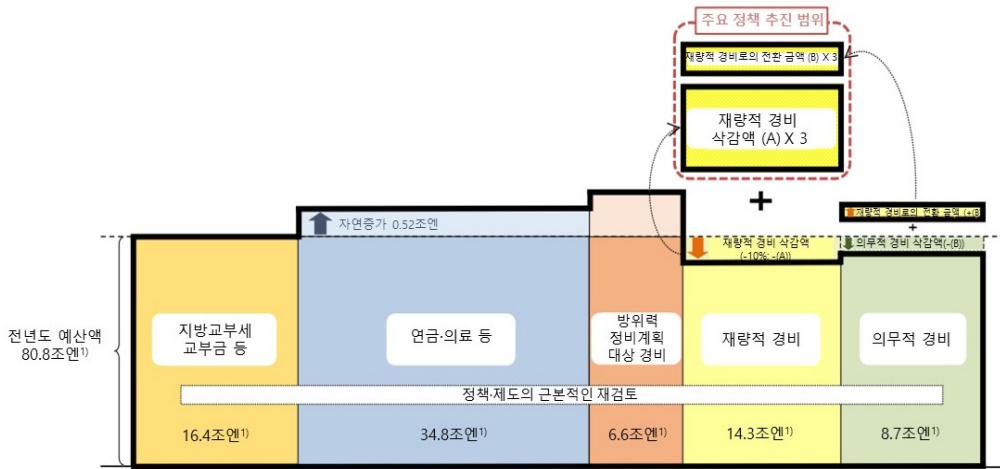 주요 정책 추진 범위
재량적 경비로의 전환 금액 (B) X 3
재량적 경비
삭감액 (A) X 3
+
재량적 경비로의 전환 금액 (+(B
+
자연증가 0.52조엔
재량적 경비 삭감액
(-10%: -(A))
의무적 경비 삭감액(-(B))
전년도 예산액
80.8조엔1)
지방교부세
교부금 등
연금·의료 등
방위력
정비계획
대상 경비
재량적 경비
의무적 경비
정책·제도의 근본적인 재검토
16.4조엔1)
34.8조엔1)
6.6조엔1)
14.3조엔1)
8.7조엔1)